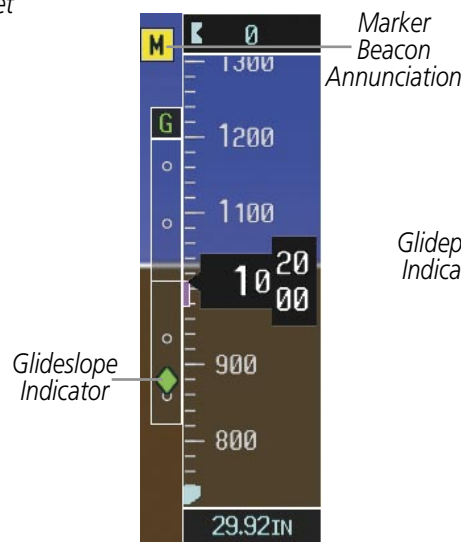 et
Marker
Beacon
Annunciation
M
0
1300
G
1200
1100
10
20
00
Glidep
Indica
Glideslope
Indicator
900
800
29.92IN